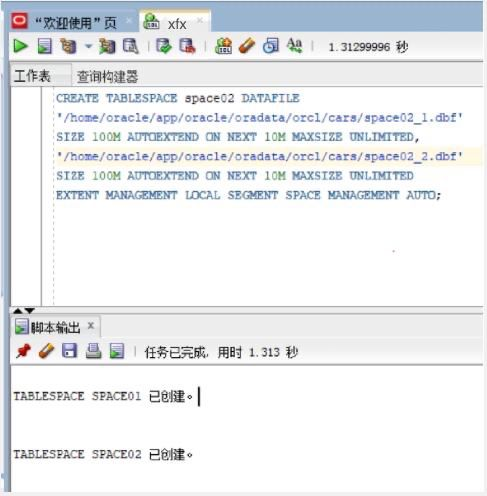 “欢迎使用”页
xfx
1.31299996 秒
工作表
查询构建器
CREATE TABLESPACE space02 DATAFILE
'/home/oracle/app/oracle/oradata/orcl/cars/space02_1.dbf'
SIZE 100M AUTOEXTEND ON NEXT 10M MAXSIZE UNLIMITED,
'/home/oracle/app/oracle/oradata/orcl/cars/space02_2.dbf'
SIZE 100M AUTOEXTEND ON NEXT 10M MAXSIZE UNLIMITED
EXTENT MANAGEMENT LOCAL SEGMENT SPACE MANAGEMENT AUTO;
脚本输出
任务已完成, 用时 1.313 秒
TABLESPACE SPACE01 已创建。
TABLESPACE SPACE02 已创建。